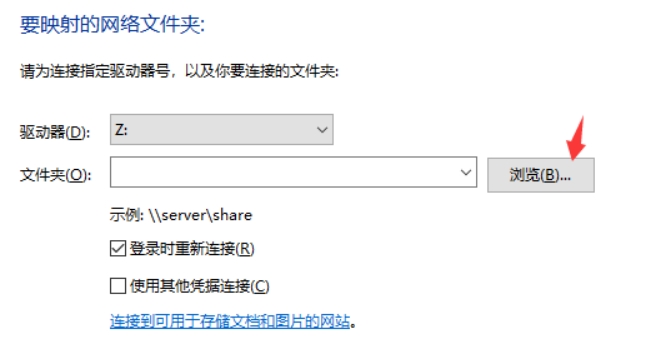 要映射的网络文件夹:
请为连接指定驱动器号，以及你要连接的文件夹:
驱动器(D): Z:
文件夹(O): 浏览(B)...
示例: \\server\share
登录时重新连接(R)
使用其他凭据连接(C)
连接到可用于存储文档和图片的网站。